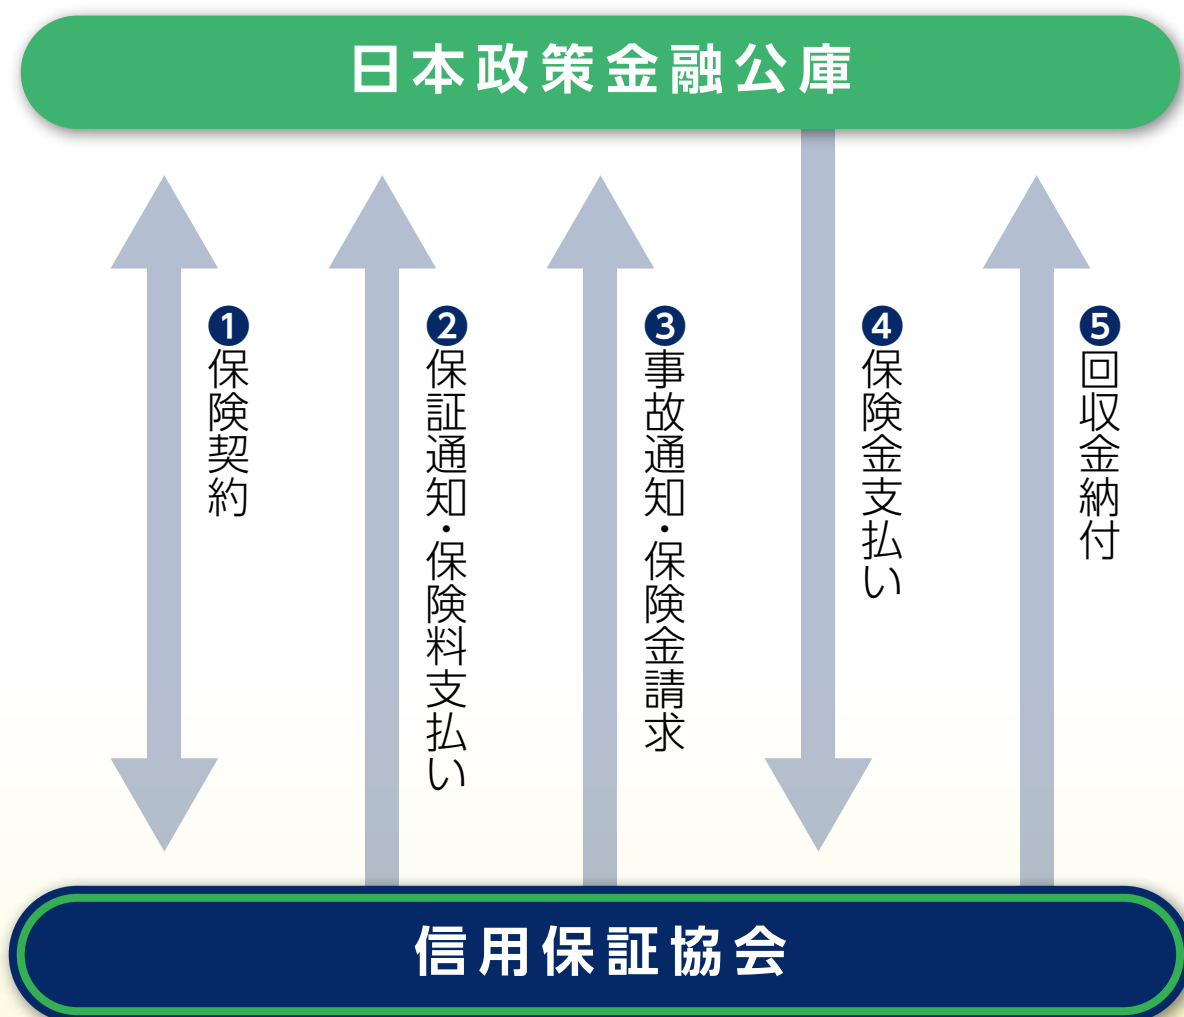 日本政策金融公庫
❶保険契約
❷保証通知・保険料支払い
❸事故通知・保険金請求
❹保険金支払い
❺回収金納付
信用保証協会